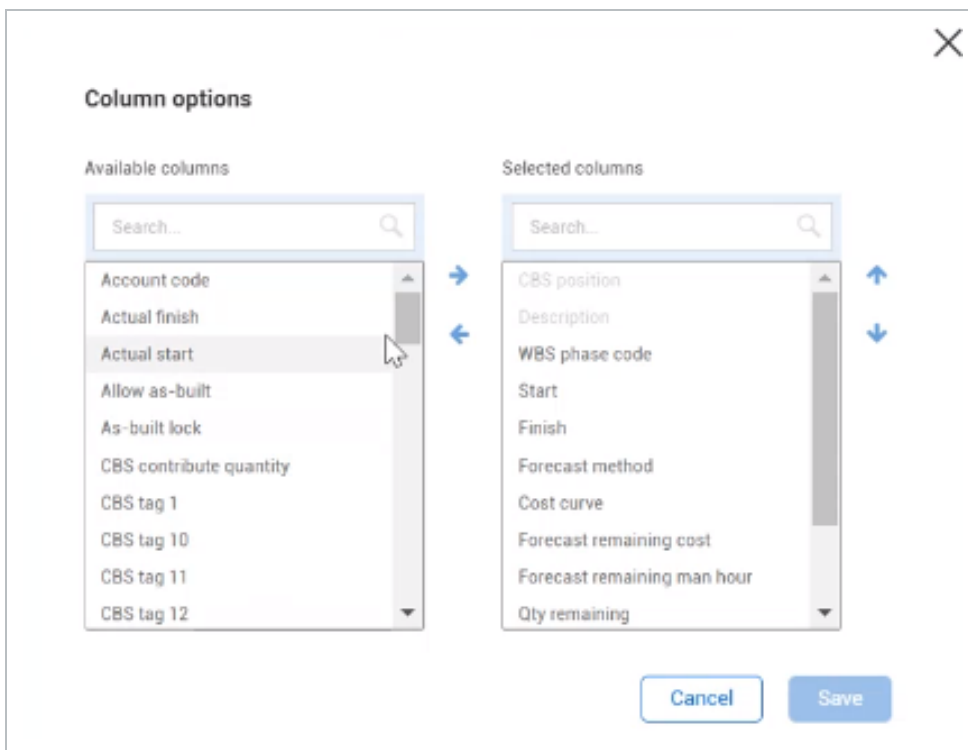 Column options
Available columns
Search...
Account code
Actual finish
Actual start
Allow as-built
As-built lock
CBS contribute quantity
CBS tag 1
CBS tag 10
CBS tag 11
CBS tag 12
Selected columns
Search...
CBS position
Description
WBS phase code
Start
Finish
Forecast method
Cost curve
Forecast remaining cost
Forecast remaining man hour
Qty remaining
Cancel
Save